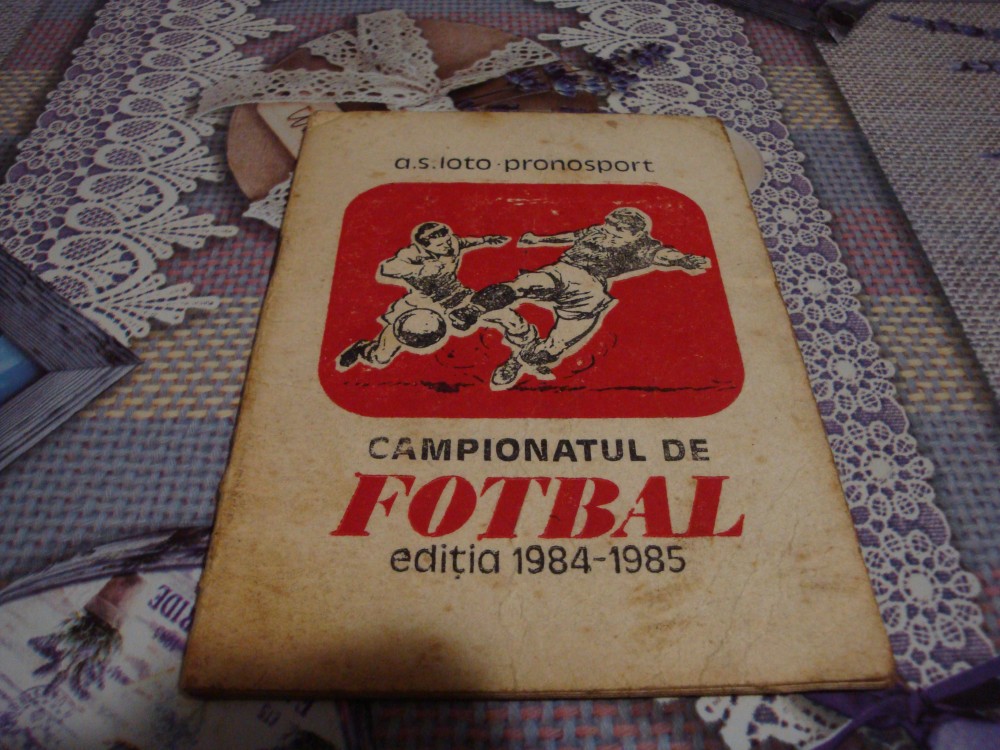 a.s.loto·pronosport
CAMPIONATUL DE
FOTBAL
ediția 1984-1985